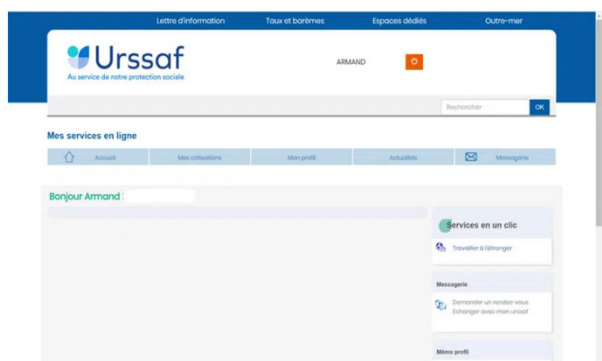 Lettre d'information Taux et barèmes Espaces dédiés Outre-mer
Urssaf
Au service de notre protection sociale
ARMAND
Rechercher OK
Mes services en ligne
Accueil Mes cotisations Mon profil Actualités Messagerie
Bonjour Armand
Services en un clic
Travailler à l'étranger
Messagerie
Demander un rendez-vous
Echanger avec mon urssaf
Mémo profil